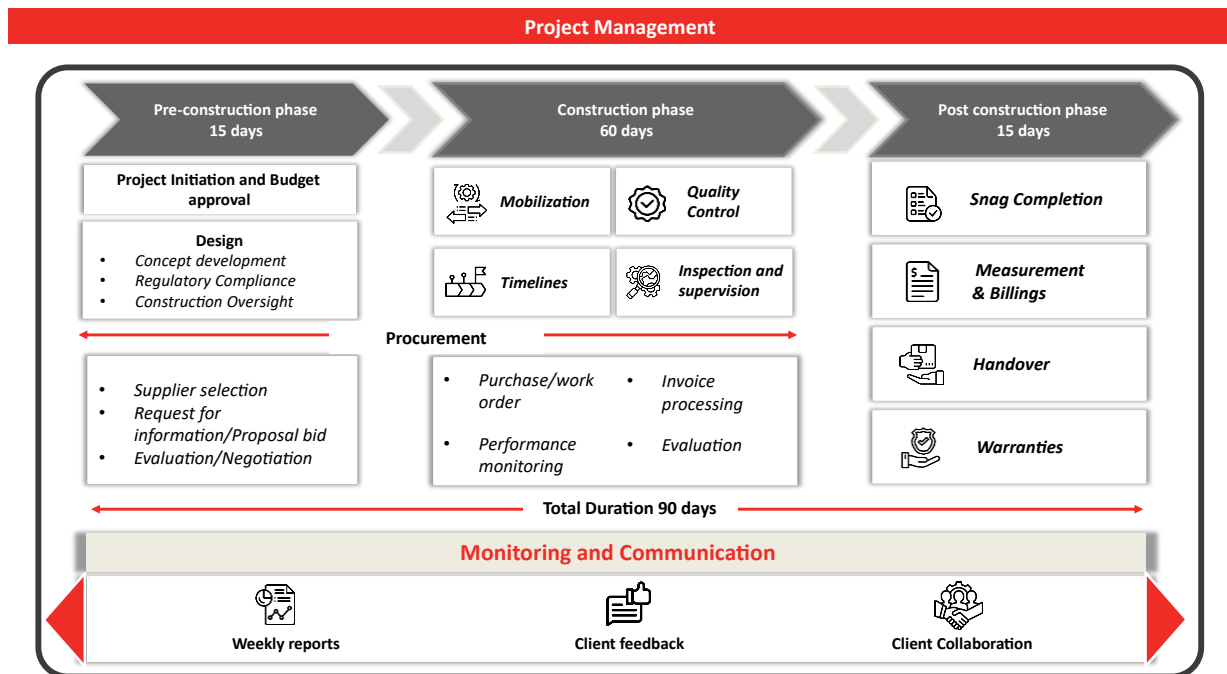 Project Management
Pre-construction phase
15 days
Construction phase
60 days
Post construction phase
15 days
Project Initiation and Budget
approval
Design
• Concept development
• Regulatory Compliance
• Construction Oversight
Mobilization
Quality
Control
Timelines
Inspection and
supervision
Snag Completion
Measurement
& Billings
Handover
Warranties
Procurement
• Supplier selection
• Request for
information/Proposal bid
• Evaluation/Negotiation
• Purchase/work
order
• Performance
monitoring
• Invoice
processing
• Evaluation
Total Duration 90 days
Monitoring and Communication
Weekly reports
Client feedback
Client Collaboration